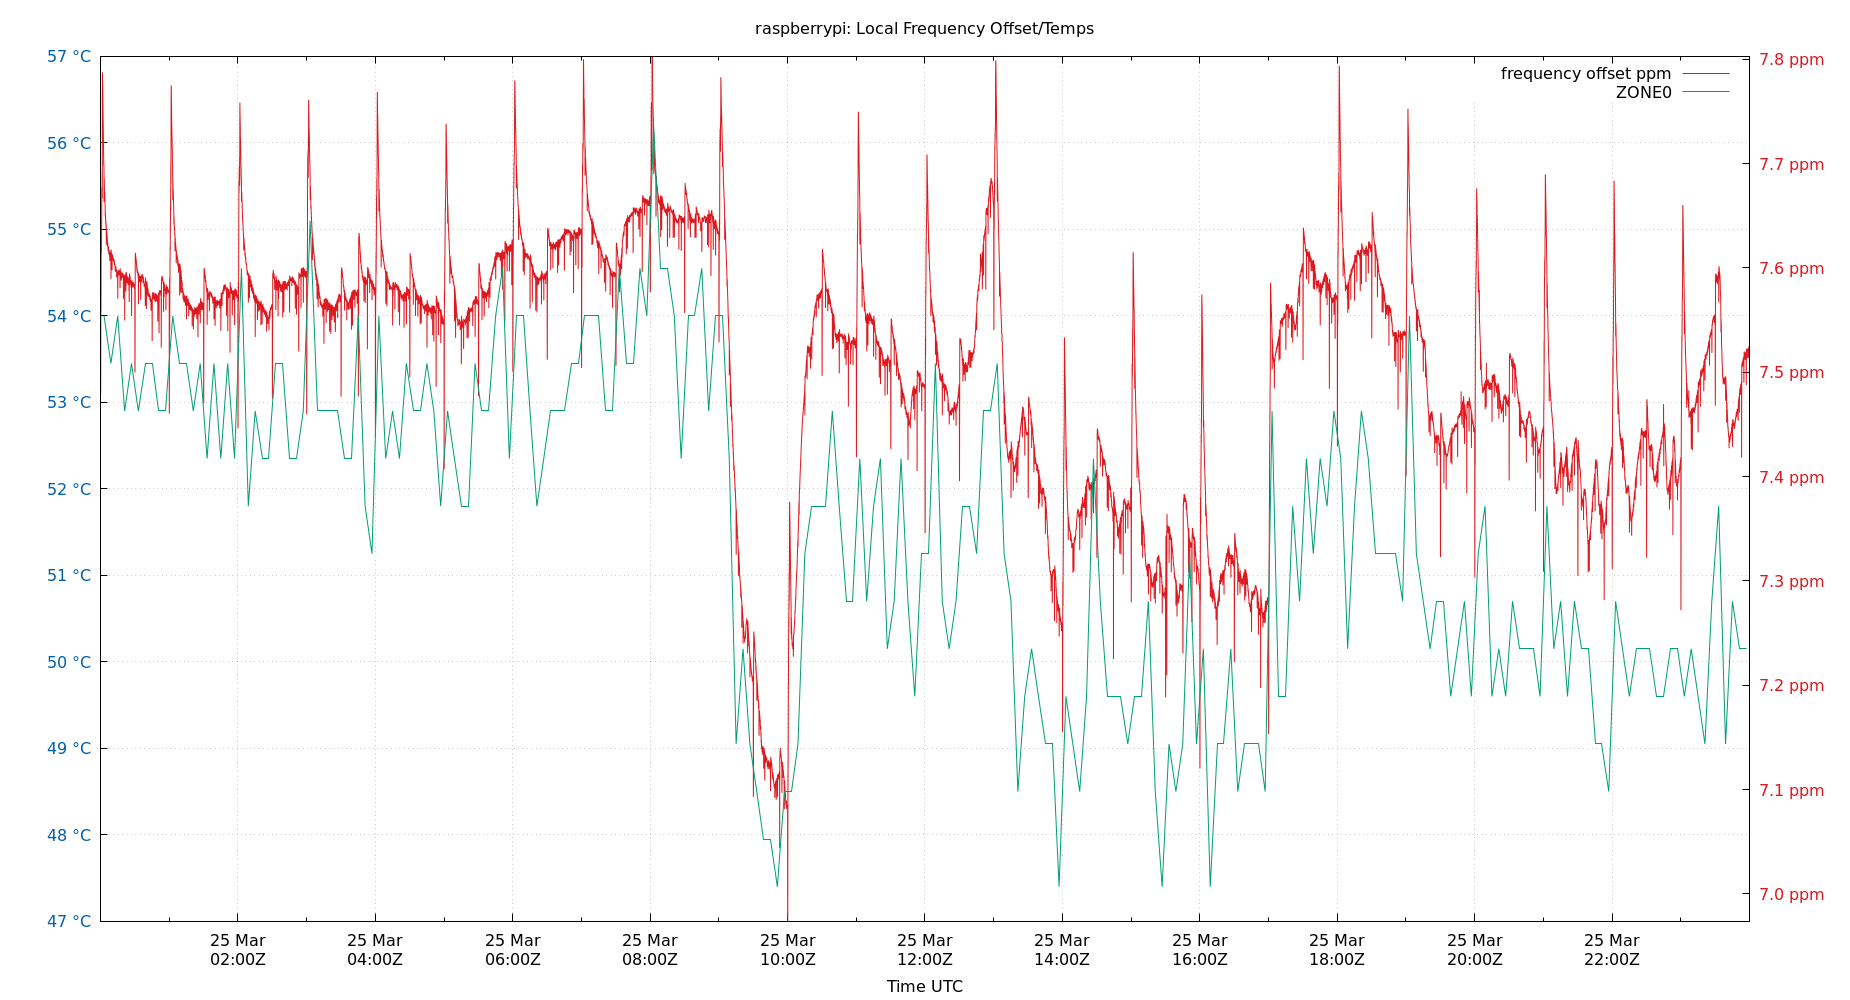 raspberrypi: Local Frequency Offset/Temps
frequency offset ppm
ZONE0
57 °C
56 °C
55 °C
54 °C
53 °C
52 °C
51 °C
50 °C
49 °C
48 °C
47 °C
7.8 ppm
7.7 ppm
7.6 ppm
7.5 ppm
7.4 ppm
7.3 ppm
7.2 ppm
7.1 ppm
7.0 ppm
25 Mar
02:00Z
25 Mar
04:00Z
25 Mar
06:00Z
25 Mar
08:00Z
25 Mar
10:00Z
25 Mar
12:00Z
25 Mar
14:00Z
25 Mar
16:00Z
25 Mar
18:00Z
25 Mar
20:00Z
25 Mar
22:00Z
Time UTC